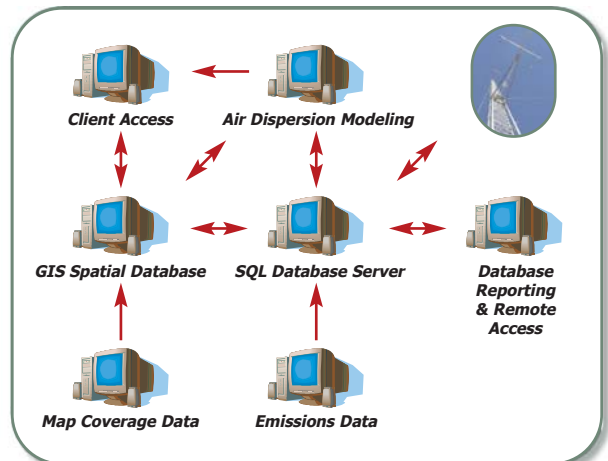 Client Access
Air Dispersion Modeling
GIS Spatial Database
SQL Database Server
Database
Reporting
& Remote
Access
Map Coverage Data
Emissions Data